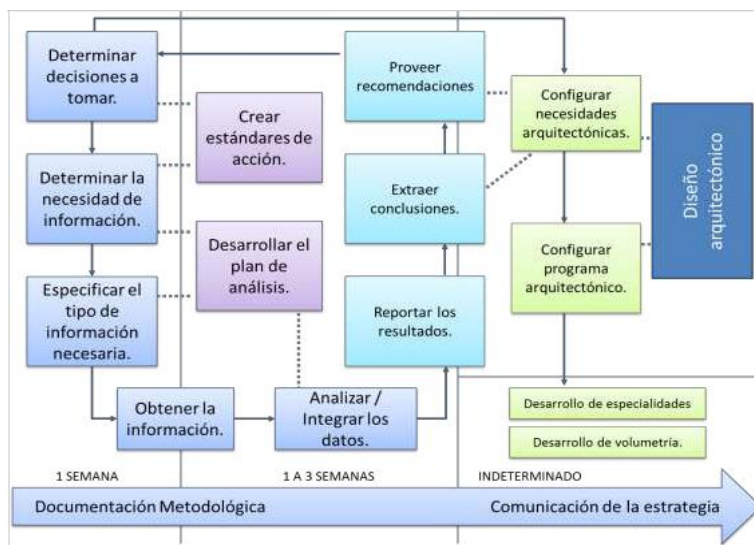 Determinar
decisiones a
tomar.
Determinar la
necesidad de
información.
Especificar el
tipo de
información
necesaria.
Obtener la
información.
Crear
estándares de
acción.
Desarrollar el
plan de
análisis.
Analizar /
Integrar los
datos.
Proveer
recomendaciones
Extraer
conclusiones.
Reportar los
resultados.
Configurar
necesidades
arquitectónicas.
Configurar
programa
arquitectónico.
Diseño
arquitectónico
Desarrollo de especialidades
Desarrollo de volumetría.
1 SEMANA
1 A 3 SEMANAS
INDETERMINADO
Documentación Metodológica
Comunicación de la estrategia